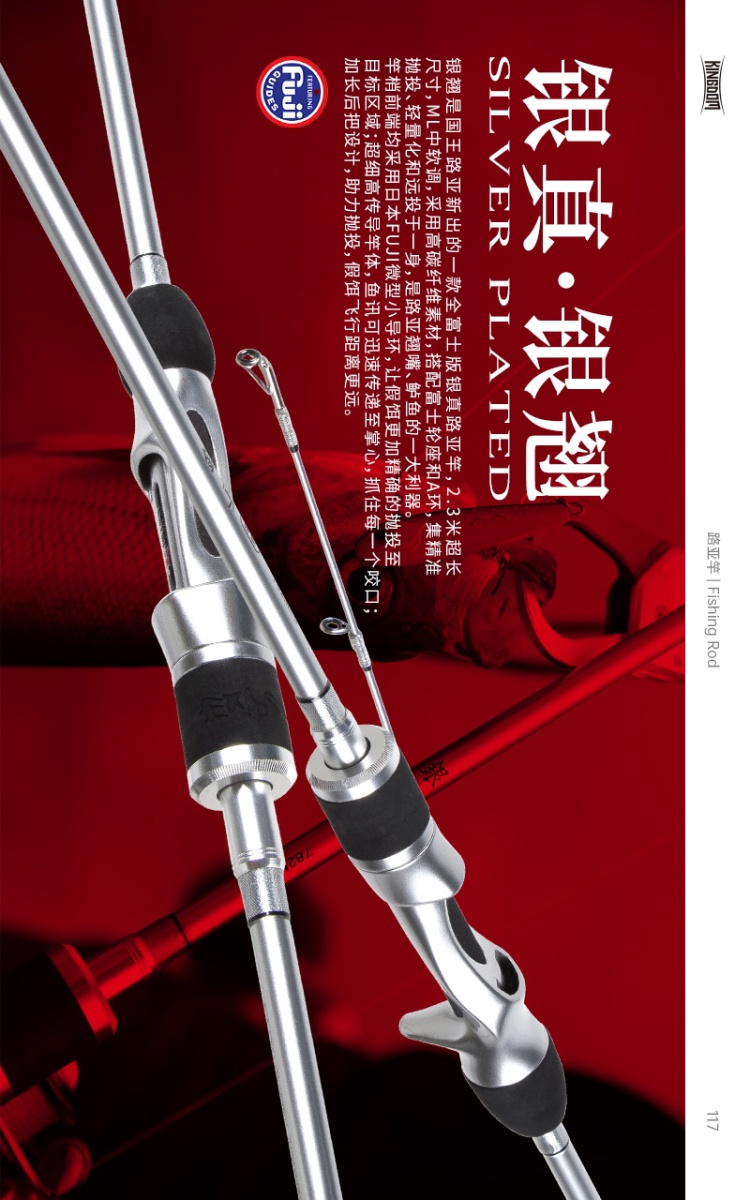 KINGDOM
银真·银翘
SILVER PLATED
银翘是国王路亚新出的一款全富士版银真路亚竿，2.3米超长
尺寸，ML中软调，采用高碳纤维素材，搭配富士轮座和A环，集精准
抛投、轻量化和远投于一身，是路亚翘嘴、鲈鱼的一大利器。
竿梢前端均采用日本FUJI微型小导环，让假饵更加精确的抛投至
目标区域；超细高传导竿体，鱼讯可迅速传递至掌心，抓住每一个咬口；
加长后把设计，助力抛投，假饵飞行距离更远。
FEATURING
Fuji
GUIDES
银
782
路亚竿 | Fishing Rod
117